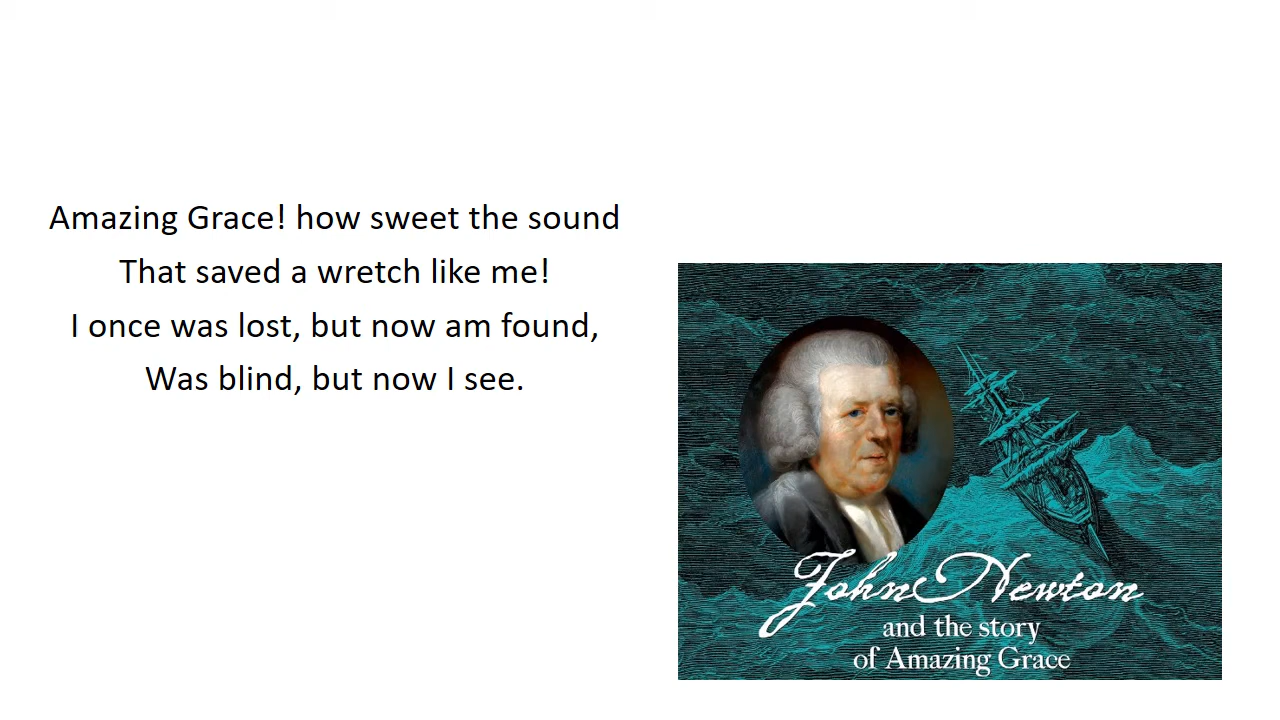 Amazing Grace! how sweet the sound
That saved a wretch like me!
I once was lost, but now am found,
Was blind, but now I see.
John Newton
and the story
of Amazing Grace